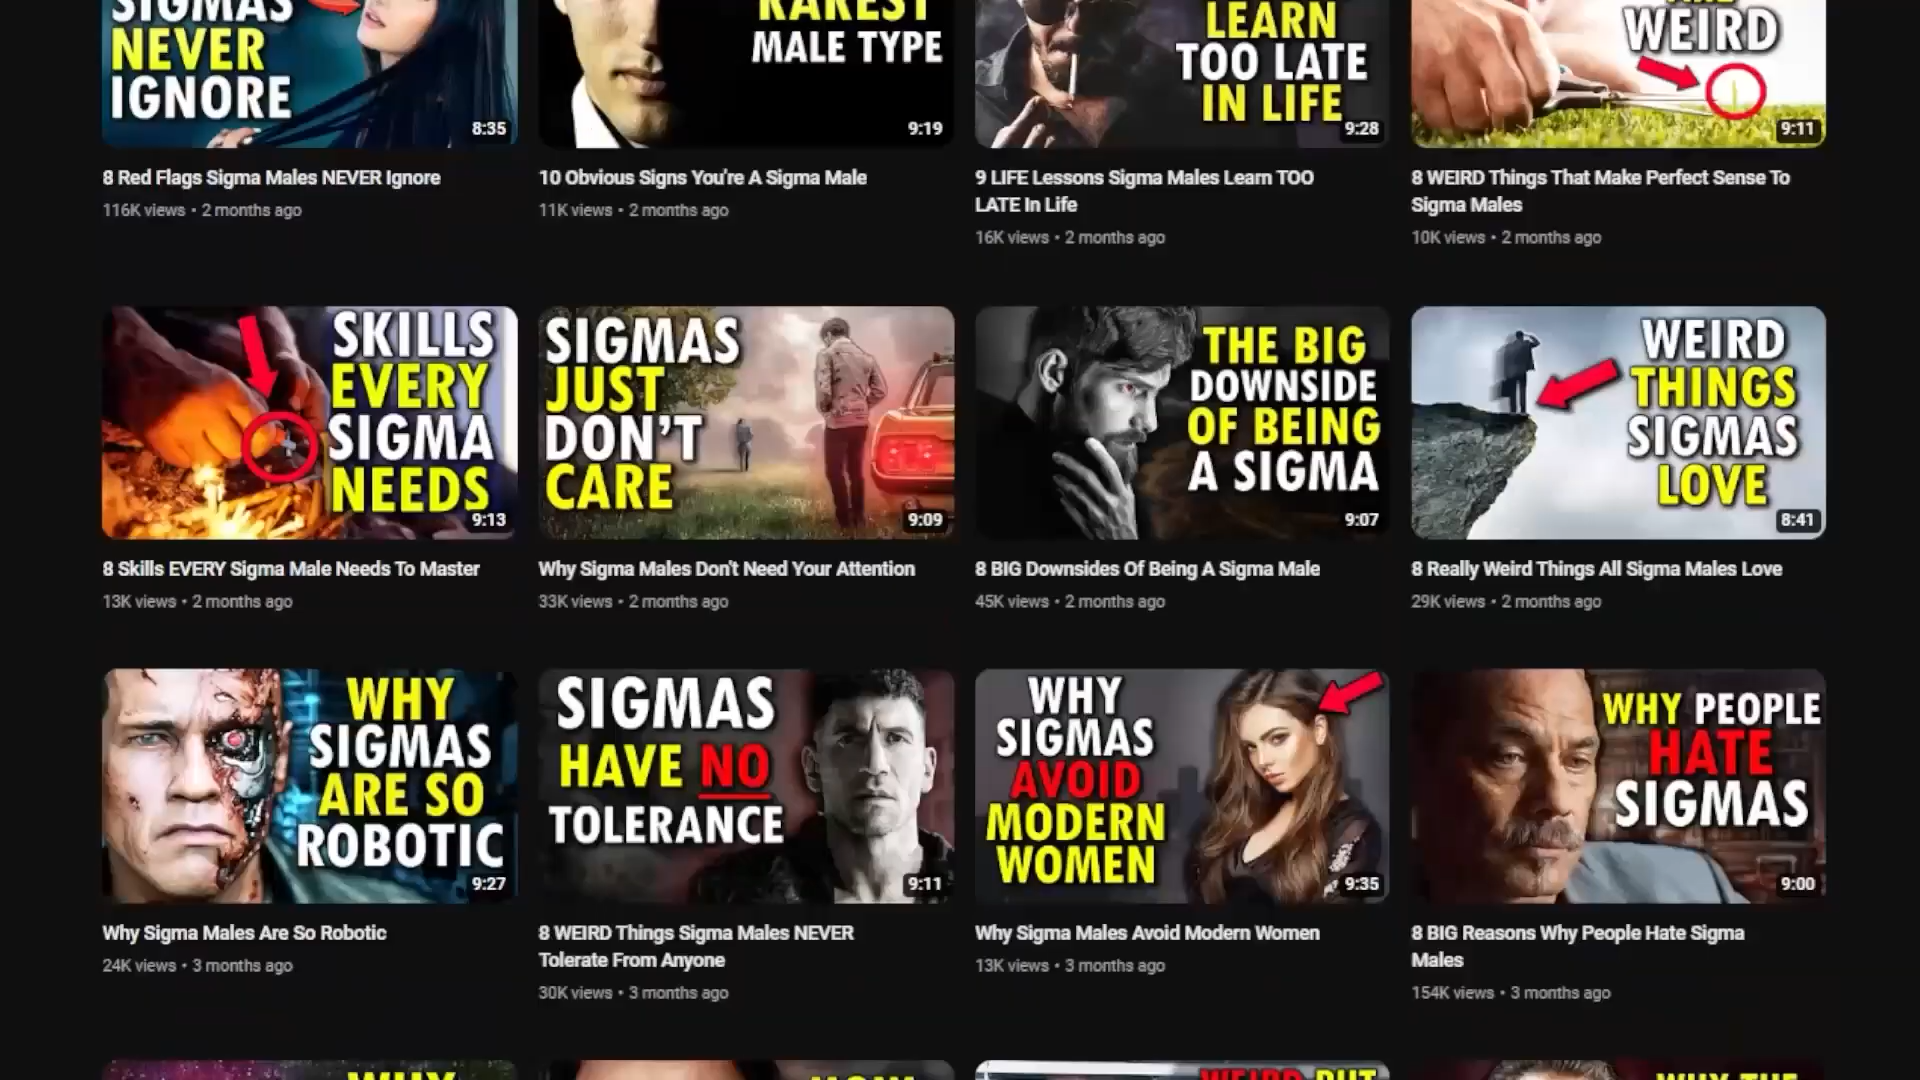 SIGMAS
NEVER
IGNORE
8:35
RAREST
MALE TYPE
9:19
LEARN
TOO LATE
IN LIFE
9:28
ARE
WEIRD
9:11
8 Red Flags Sigma Males NEVER Ignore
116K views • 2 months ago
10 Obvious Signs You're A Sigma Male
11K views • 2 months ago
9 LIFE Lessons Sigma Males Learn TOO
LATE In Life
16K views • 2 months ago
8 WEIRD Things That Make Perfect Sense To
Sigma Males
10K views • 2 months ago
SKILLS
EVERY
SIGMA
NEEDS
9:13
SIGMAS
JUST
DON'T
CARE
9:09
THE BIG
DOWNSIDE
OF BEING
A SIGMA
9:07
WEIRD
THINGS
SIGMAS
LOVE
8:41
8 Skills EVERY Sigma Male Needs To Master
13K views • 2 months ago
Why Sigma Males Don't Need Your Attention
33K views • 2 months ago
8 BIG Downsides Of Being A Sigma Male
45K views • 2 months ago
8 Really Weird Things All Sigma Males Love
29K views • 2 months ago
WHY
SIGMAS
ARE SO
ROBOTIC
9:27
SIGMAS
HAVE NO
TOLERANCE
9:11
WHY
SIGMAS
AVOID
MODERN
WOMEN
9:35
WHY PEOPLE
HATE
SIGMAS
9:00
Why Sigma Males Are So Robotic
24K views • 3 months ago
8 WEIRD Things Sigma Males NEVER
Tolerate From Anyone
30K views • 3 months ago
Why Sigma Males Avoid Modern Women
13K views • 3 months ago
8 BIG Reasons Why People Hate Sigma
Males
154K views • 3 months ago
WHY
HOW
WEIRD BUT
WHY THE